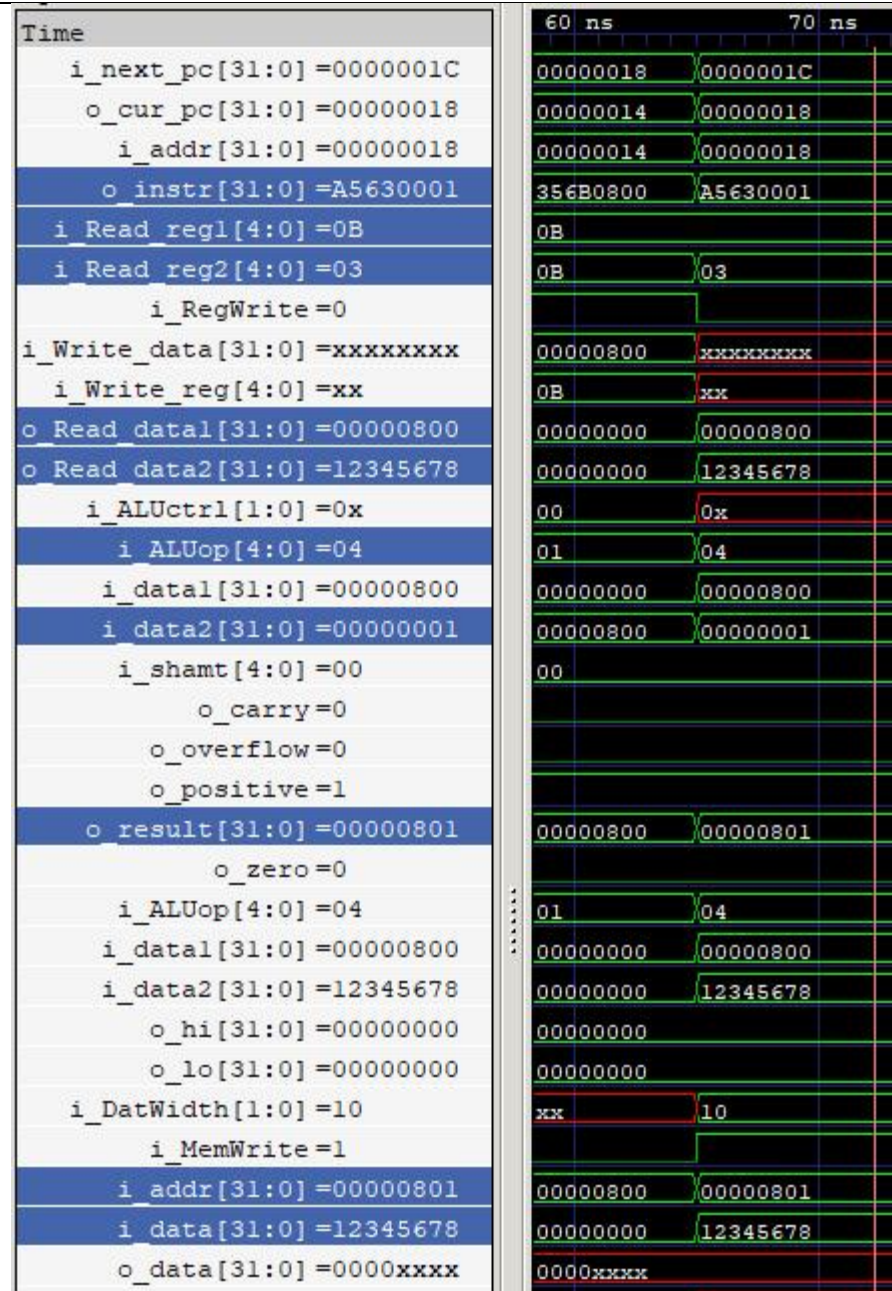 Time 60 ns 70 ns
i_next_pc[31:0] =0000001C 00000018 0000001C
o_cur_pc[31:0] =00000018 00000014 00000018
i_addr[31:0] =00000018 00000014 00000018
o_instr[31:0] =A5630001 356B0800 A5630001
i_Read_reg1[4:0] =0B 0B
i_Read_reg2[4:0] =03 0B 03
i_RegWrite =0
i_Write_data[31:0] =xxxxxxxx 00000800 xxxxxxxx
i_Write_reg[4:0] =xx 0B xx
o_Read_data1[31:0] =00000800 00000000 00000800
o_Read_data2[31:0] =12345678 00000000 12345678
i_ALUctrl[1:0] =0x 00 0x
i_ALUop[4:0] =04 01 04
i_data1[31:0] =00000800 00000000 00000800
i_data2[31:0] =00000001 00000800 00000001
i_shamt[4:0] =00 00
o_carry =0
o_overflow =0
o_positive =1
o_result[31:0] =00000801 00000800 00000801
o_zero =0
i_ALUop[4:0] =04 01 04
i_data1[31:0] =00000800 00000000 00000800
i_data2[31:0] =12345678 00000000 12345678
o_hi[31:0] =00000000 00000000
o_lo[31:0] =00000000 00000000
i_DatWidth[1:0] =10 xx 10
i_MemWrite =1
i_addr[31:0] =00000801 00000800 00000801
i_data[31:0] =12345678 00000000 12345678
o_data[31:0] =0000xxxx 0000xxxx